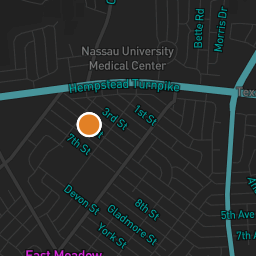 Bette Rd
Morris Dr
Nassau University
Medical Center
Hempstead Turnpike
3rd St
1st St
7th St
Devon St
8th St
Gladmore St
York St
5th Ave
7th A
East Meadow